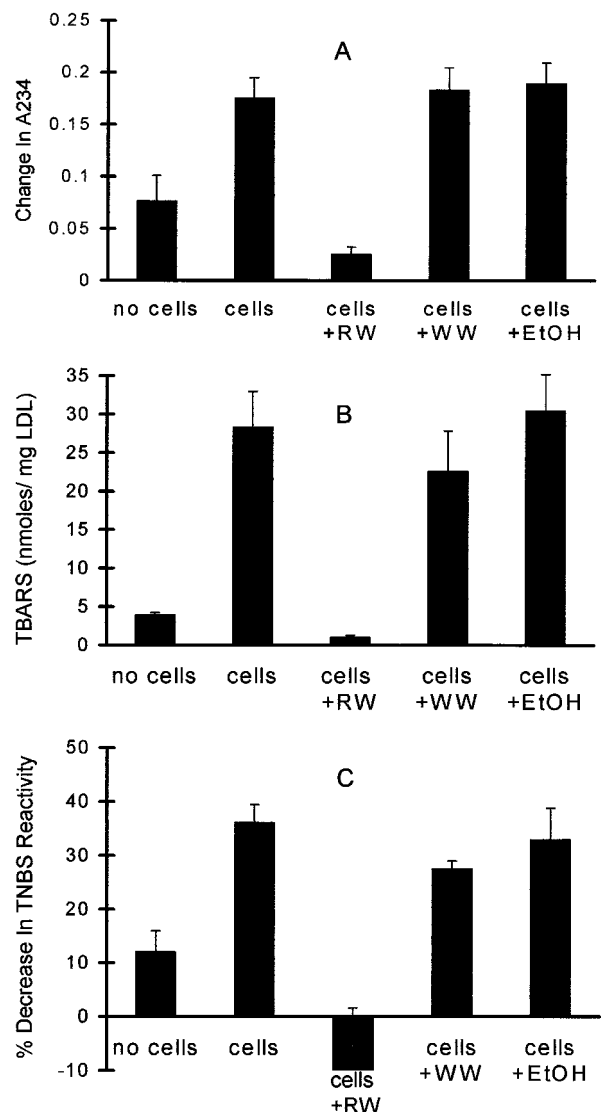 A
Change In A234
0.25
0.2
0.15
0.1
0.05
0
no cells cells cells +RW cells +WW cells +EtOH
B
TBARS (nmoles/ mg LDL)
35
30
25
20
15
10
5
0
no cells cells cells +RW cells +WW cells +EtOH
C
% Decrease In TNBS Reactivity
50
40
30
20
10
0
-10
no cells cells cells +RW cells +WW cells +EtOH